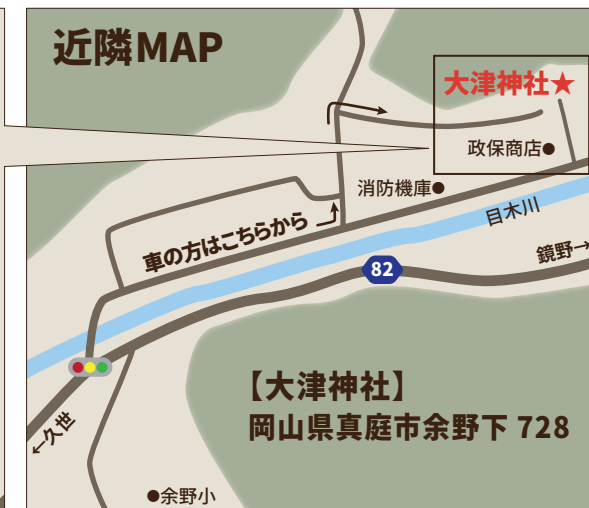 近隣MAP
大津神社★
政保商店●
消防機庫●
目木川
車の方はこちらから
鏡野→
82
【大津神社】
岡山県真庭市余野下 728
←久世
●余野小